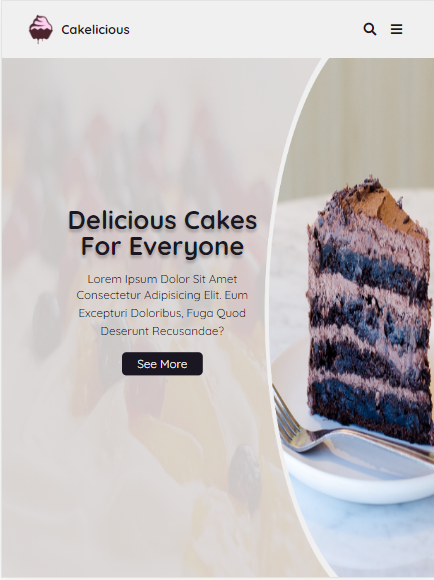 Cakelicious
Delicious Cakes
For Everyone
Lorem Ipsum Dolor Sit Amet
Consectetur Adipisicing Elit. Eum
Excepturi Doloribus, Fuga Quod
Deserunt Recusandae?
See More